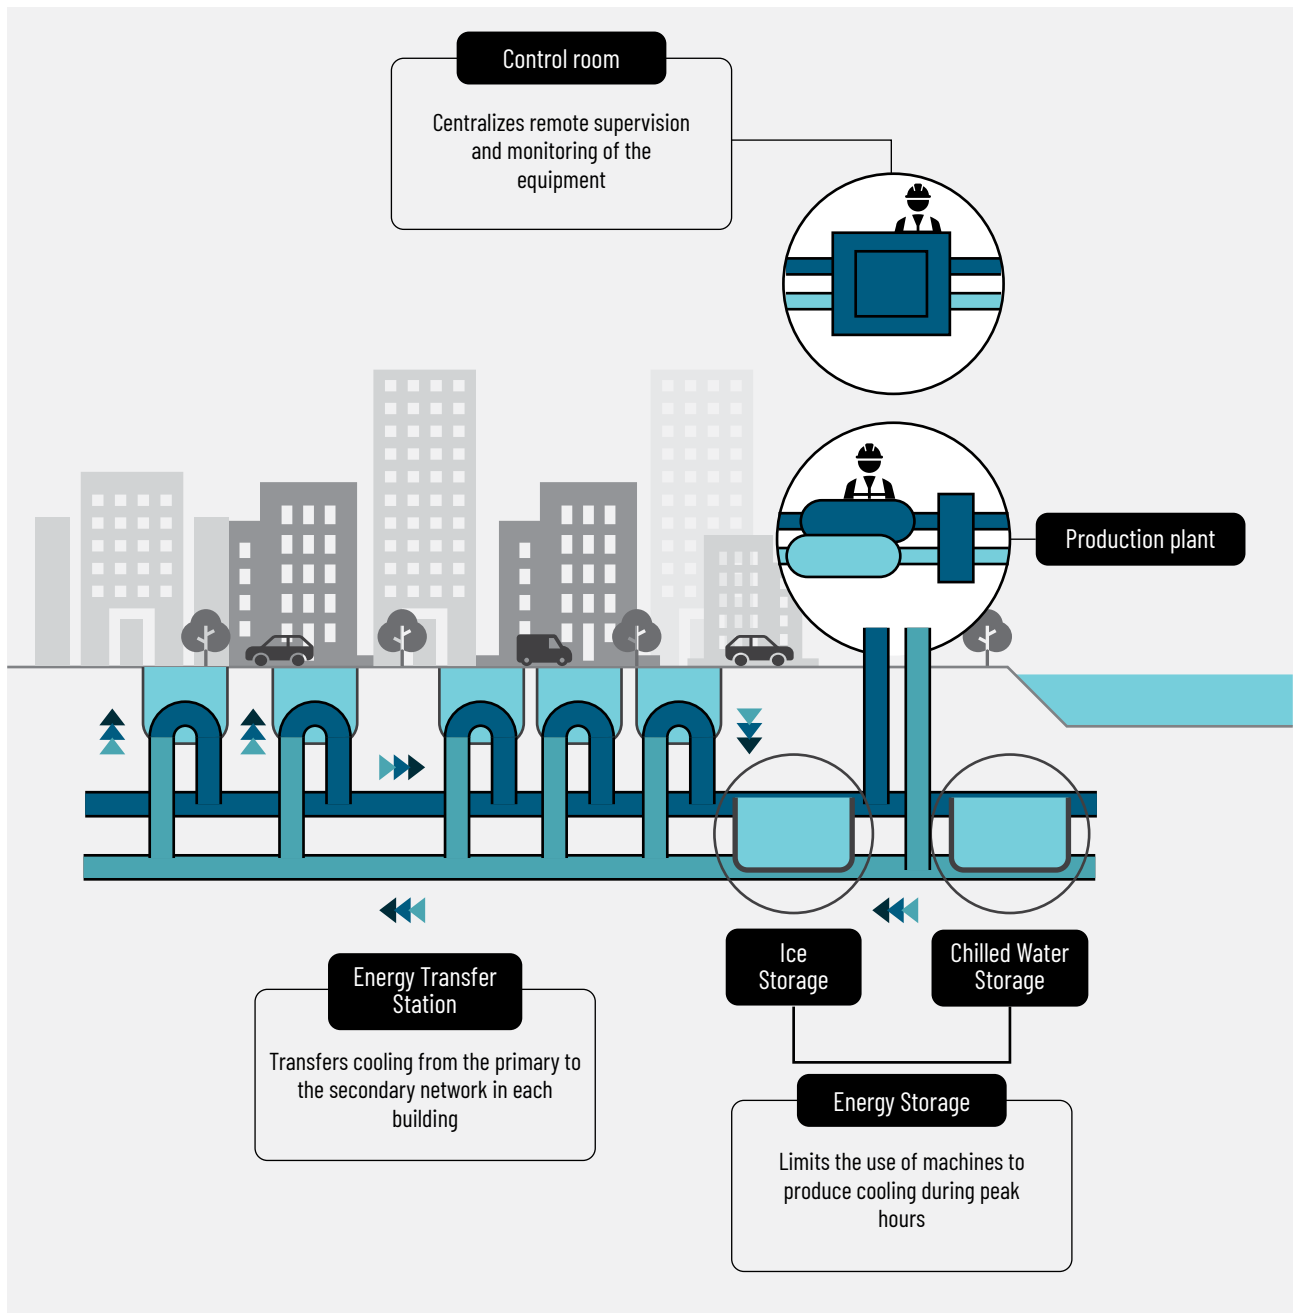 Control room
Centralizes remote supervision
and monitoring of the
equipment
Production plant
Ice
Storage
Chilled Water
Storage
Energy Transfer
Station
Transfers cooling from the primary to
the secondary network in each
building
Energy Storage
Limits the use of machines to
produce cooling during peak
hours